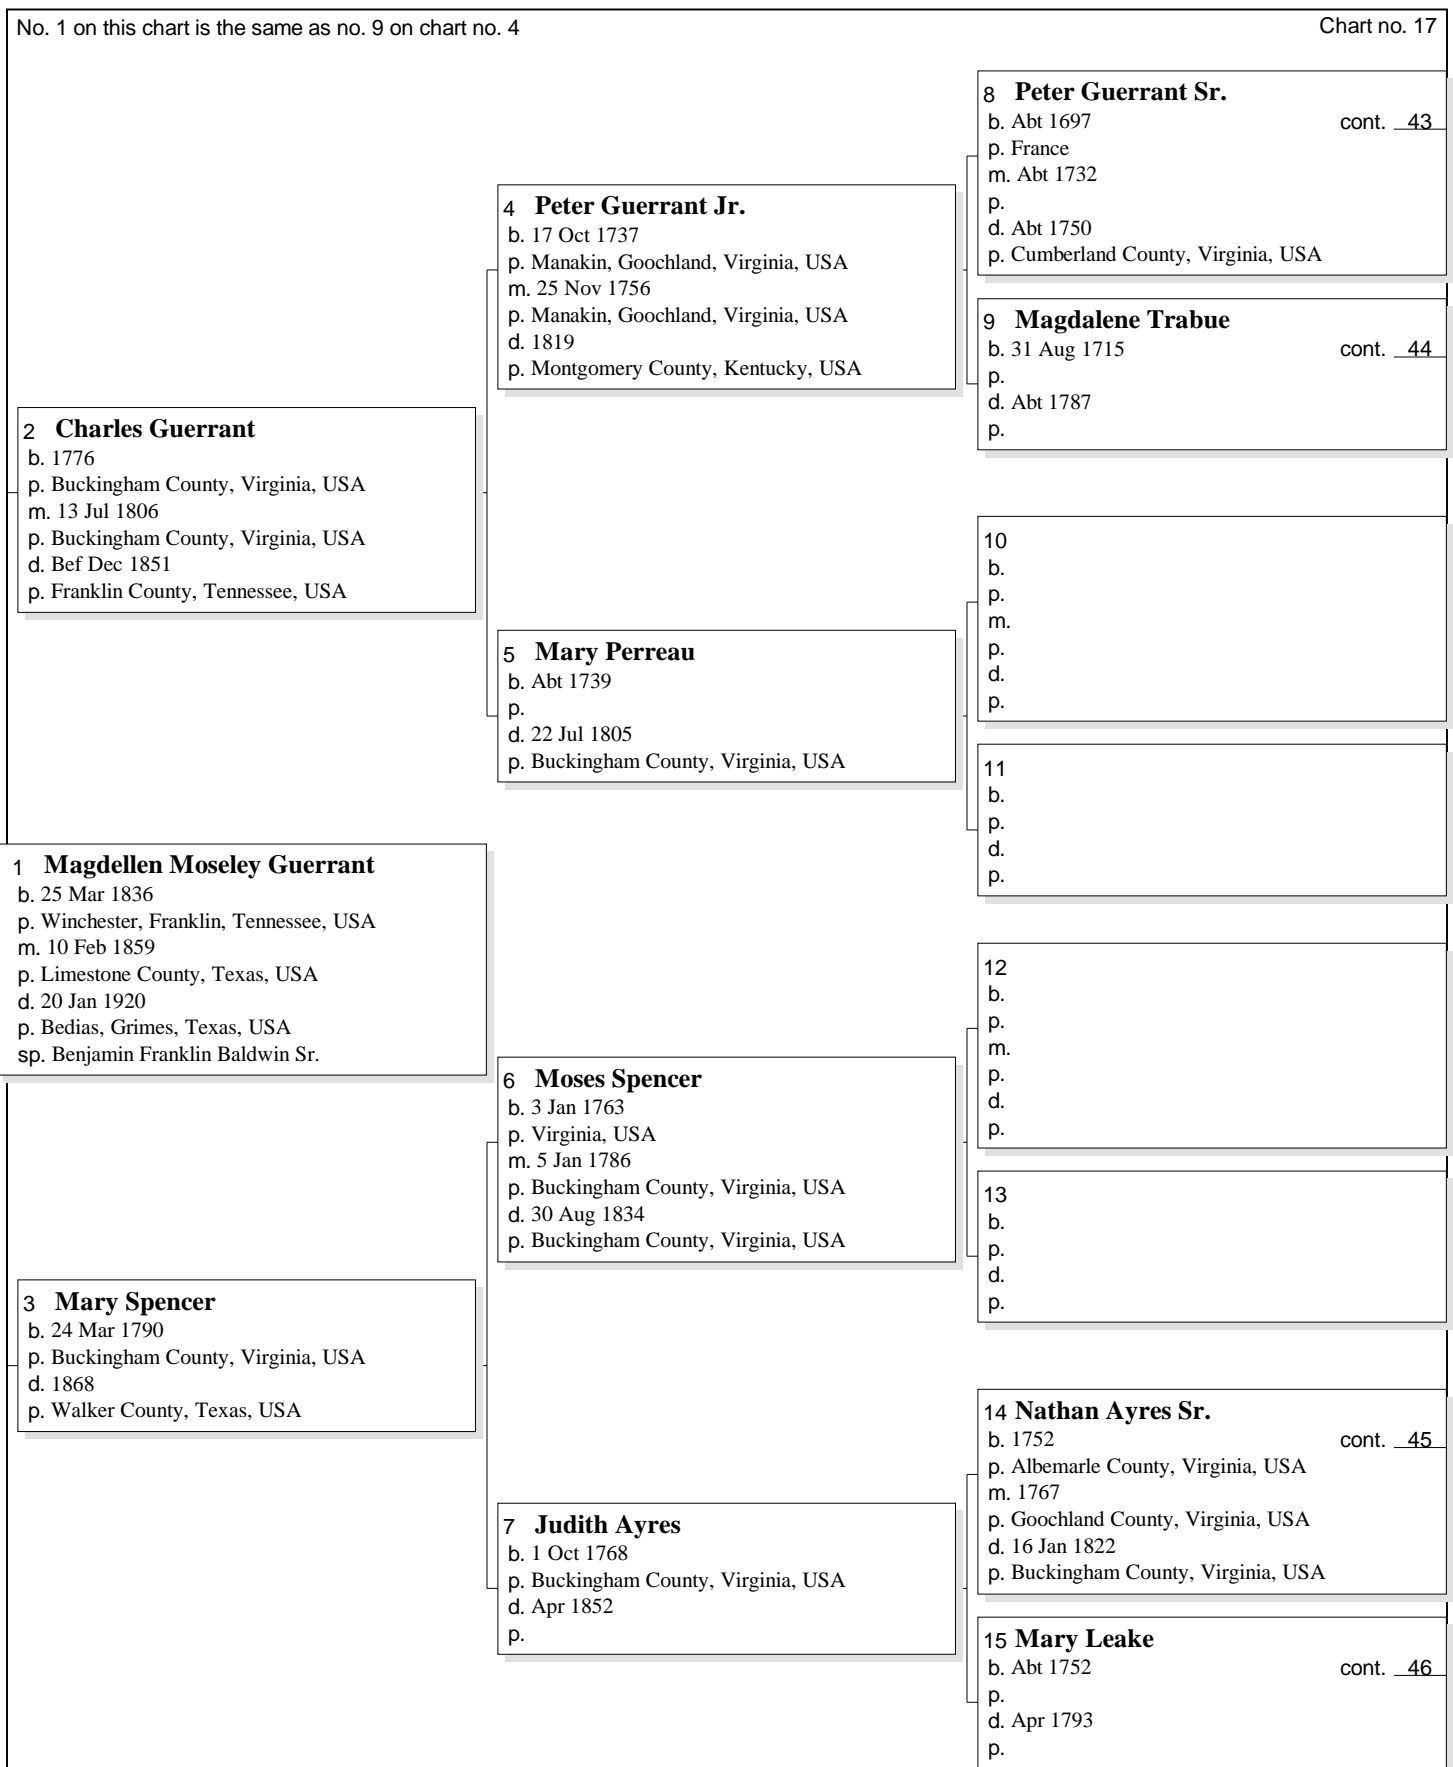 No. 1 on this chart is the same as no. 9 on chart no. 4
Chart no. 17
8 Peter Guerrant Sr.
b. Abt 1697 cont. 43
p. France
m. Abt 1732
p.
d. Abt 1750
p. Cumberland County, Virginia, USA
4 Peter Guerrant Jr.
b. 17 Oct 1737
p. Manakin, Goochland, Virginia, USA
m. 25 Nov 1756
p. Manakin, Goochland, Virginia, USA
d. 1819
p. Montgomery County, Kentucky, USA
9 Magdalene Trabue
b. 31 Aug 1715 cont. 44
p.
d. Abt 1787
p.
2 Charles Guerrant
b. 1776
p. Buckingham County, Virginia, USA
m. 13 Jul 1806
p. Buckingham County, Virginia, USA
d. Bef Dec 1851
p. Franklin County, Tennessee, USA
10
b.
p.
m.
p.
d.
p.
5 Mary Perreau
b. Abt 1739
p.
d. 22 Jul 1805
p. Buckingham County, Virginia, USA
11
b.
p.
d.
p.
1 Magdellen Moseley Guerrant
b. 25 Mar 1836
p. Winchester, Franklin, Tennessee, USA
m. 10 Feb 1859
p. Limestone County, Texas, USA
d. 20 Jan 1920
p. Bedias, Grimes, Texas, USA
sp. Benjamin Franklin Baldwin Sr.
12
b.
p.
m.
p.
d.
p.
6 Moses Spencer
b. 3 Jan 1763
p. Virginia, USA
m. 5 Jan 1786
p. Buckingham County, Virginia, USA
d. 30 Aug 1834
p. Buckingham County, Virginia, USA
13
b.
p.
d.
p.
3 Mary Spencer
b. 24 Mar 1790
p. Buckingham County, Virginia, USA
d. 1868
p. Walker County, Texas, USA
14 Nathan Ayres Sr.
b. 1752 cont. 45
p. Albemarle County, Virginia, USA
m. 1767
p. Goochland County, Virginia, USA
d. 16 Jan 1822
p. Buckingham County, Virginia, USA
7 Judith Ayres
b. 1 Oct 1768
p. Buckingham County, Virginia, USA
d. Apr 1852
p.
15 Mary Leake
b. Abt 1752 cont. 46
p.
d. Apr 1793
p.